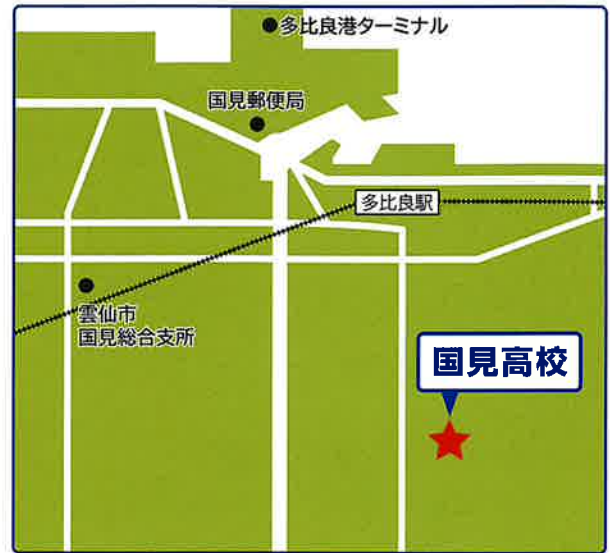 多比良港ターミナル
国見郵便局
多比良駅
雲仙市
国見総合支所
国見高校